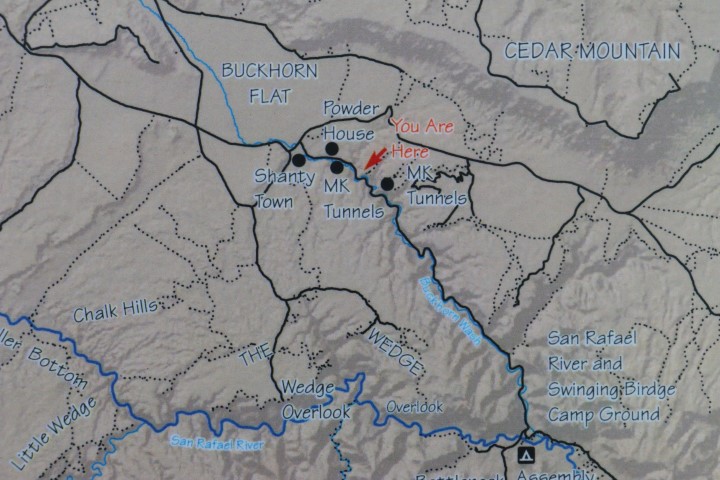 CEDAR MOUNTAIN
BUCKHORN
FLAT
Powder
House
You Are
Here
Shanty
Town
MK
Tunnels
MK
Tunnels
Buckhorn Wash
Chalk Hills
THE
WEDGE
San Rafael
River and
Swinging Birdge
Camp Ground
Bottom
Wedge
Overlook
Overlook
Little Wedge
San Rafael River
Assembly